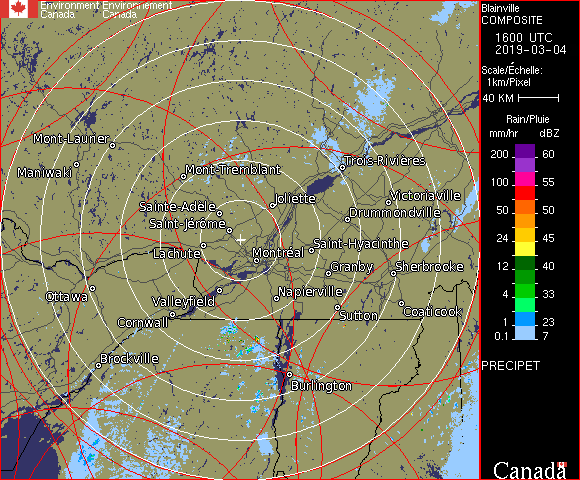 Environment Environnement
Canada Canada
Blainville
COMPOSITE
1600 UTC
2019-03-04
Scale/Échelle:
1km/Pixel
40 KM
Rain/Pluie
mm/hr dBZ
200 60
100 55
50 50
24 45
12 40
4 33
1 23
0.1 7
PRECIPET
Canada
Mont-Laurier
Maniwaki
Mont-Tremblant
Trois-Rivières
Joliette
Victoriaville
Sainte-Adèle
Drummondville
Saint-Jérôme
Saint-Hyacinthe
Lachute
Montréal
Granby
Sherbrooke
Ottawa
Valleyfield
Napierville
Cornwall
Sutton
Coaticook
Brockville
Burlington